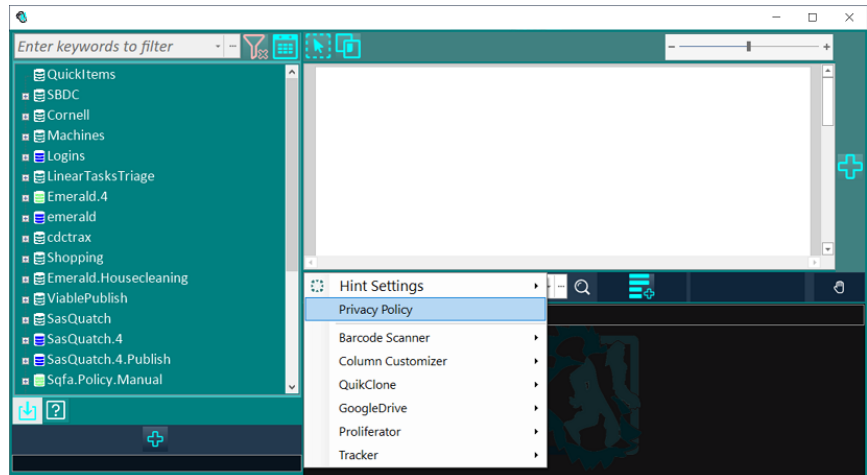 Enter keywords to filter
QuickItems
SBDC
Cornell
Machines
Logins
LinearTasksTriage
Emerald.4
emerald
cdctrax
Shopping
Emerald.Housecleaning
ViablePublish
SasQuatch
SasQuatch.4
SasQuatch.4.Publish
Sqfa.Policy.Manual
Hint Settings
Privacy Policy
Barcode Scanner
Column Customizer
QuikClone
GoogleDrive
Proliferator
Tracker